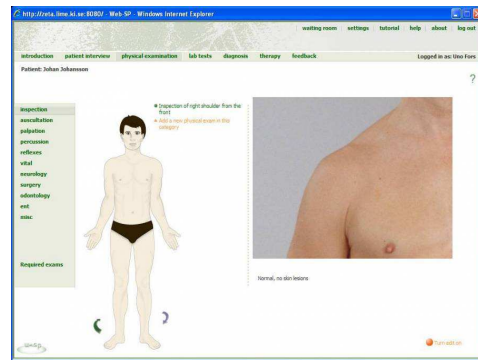 http://zeta.lime.ki.se:8080/ - Web-SP - Windows Internet Explorer
waiting room settings tutorial help about log out
introduction patient interview physical examination lab tests diagnosis therapy feedback
Logged in as: Uno Fors
Patient: Johan Johansson
?
inspection
auscultation
palpation
percussion
reflexes
vital
neurology
surgery
odontology
ent
misc
Required exams
Inspection of right shoulder from the front
Add a new physical exam in this category
Normal, no skin lesions
Web-SP
Turn edit on